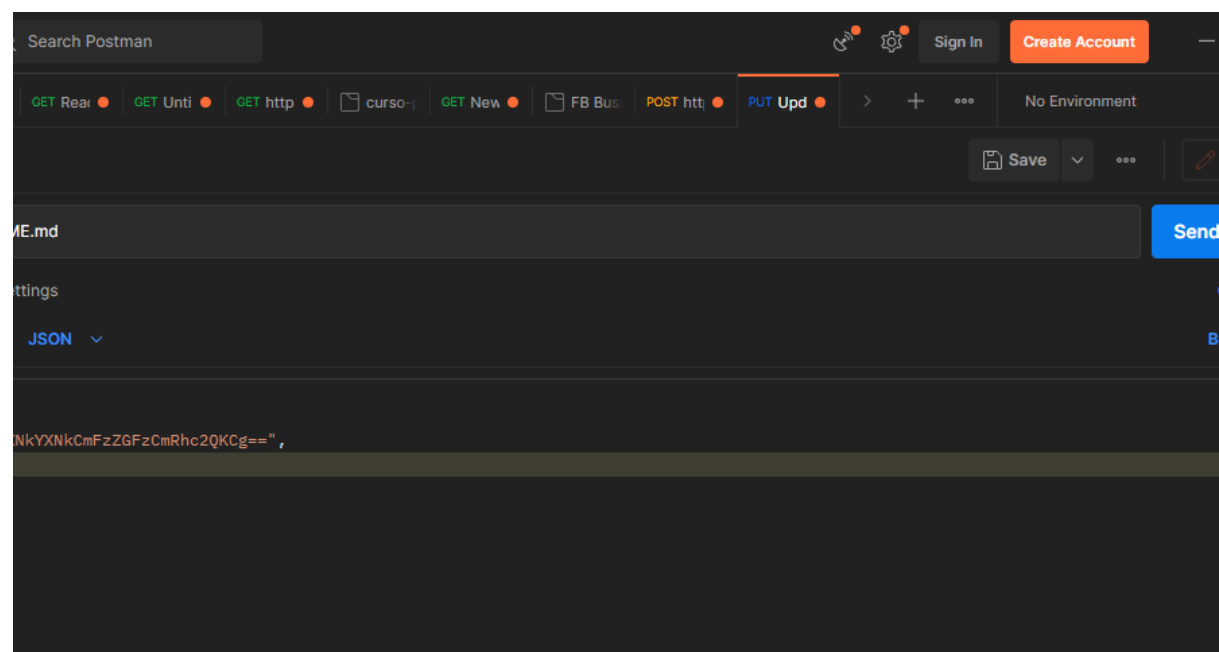 Search Postman
Sign In
Create Account
GET Rea
GET Unti
GET http
curso-
GET New
FB Bus
POST htt
PUT Upd
No Environment
Save
ME.md
Send
ttings
JSON
B
NkYXNkCmFzZGFzCmRhc2QKCg==",